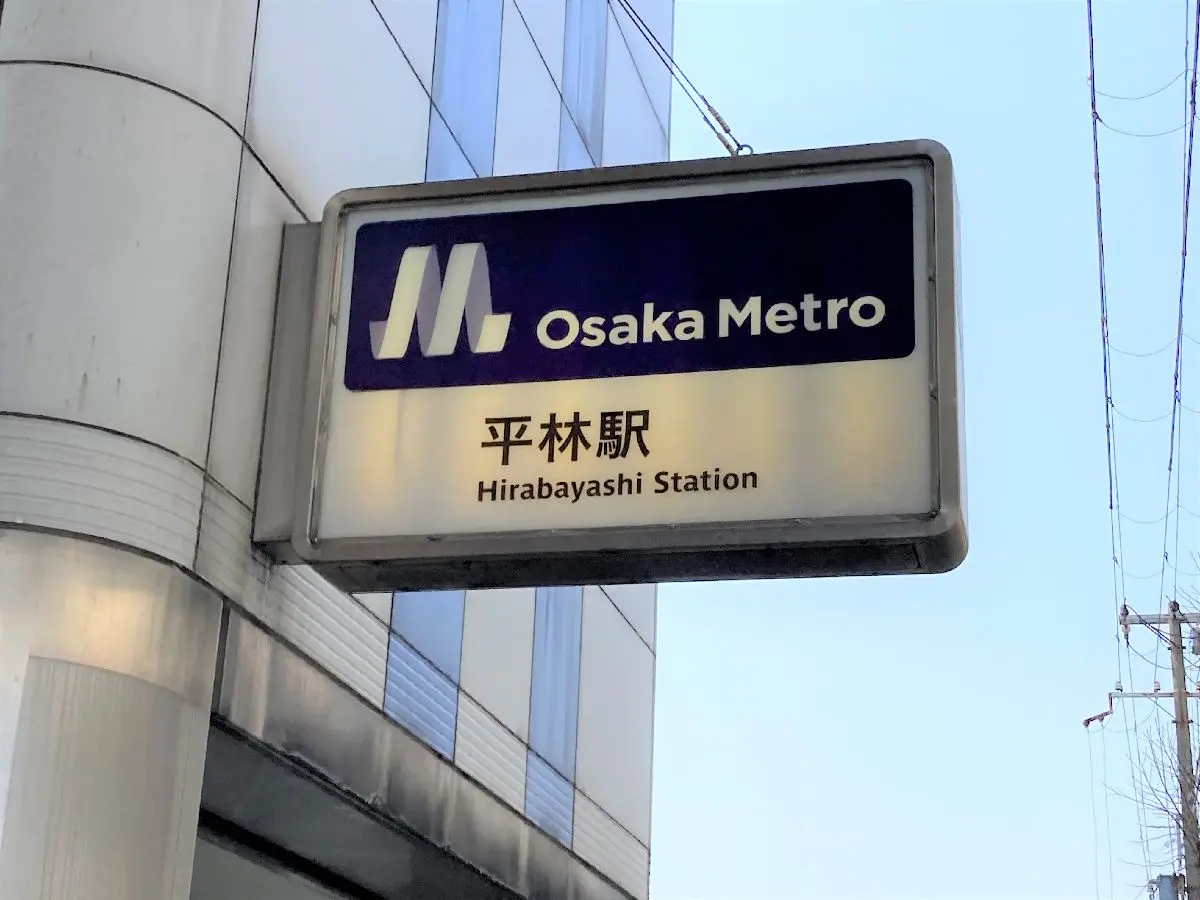 Osaka Metro
平林駅
Hirabayashi Station